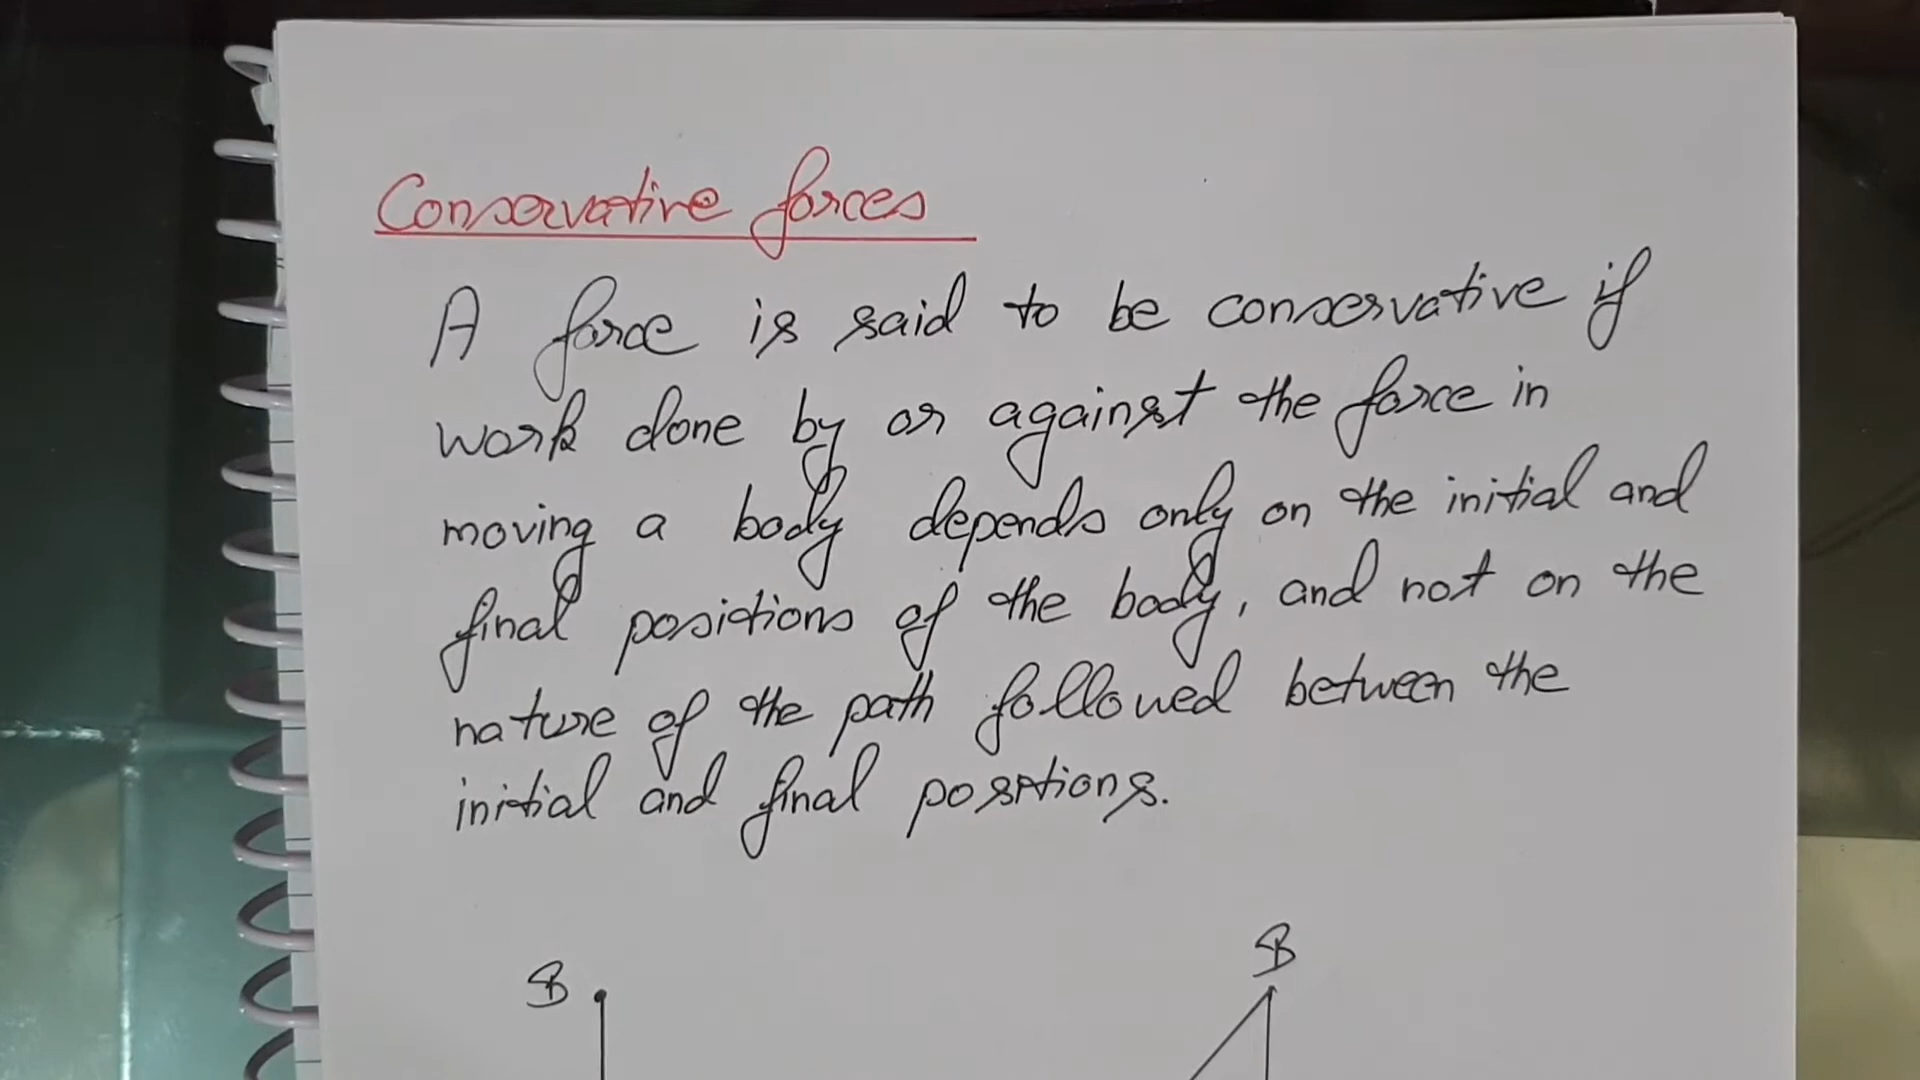 Conservative forces
A force is said to be conservative if
work done by or against the force in
moving a body depends only on the initial and
final positions of the body, and not on the
nature of the path followed between the
initial and final positions.
B B